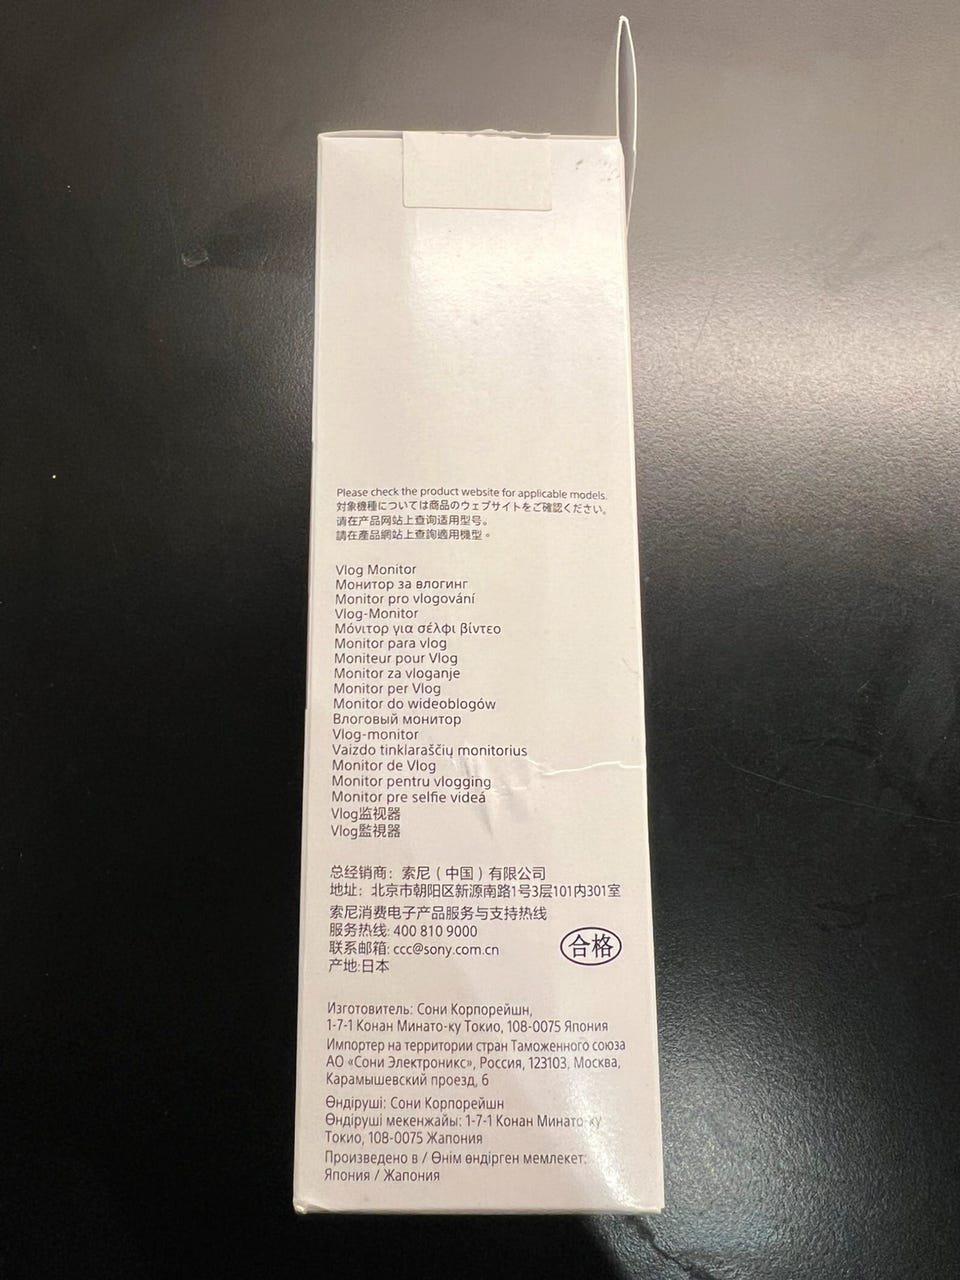 Please check the product website for applicable models.
対象機種については商品のウェブサイトをご確認ください。
请在产品网站上查询适用型号。
請在產品網站上查詢適用機型。
Vlog Monitor
Монитор за влогинг
Monitor pro vlogování
Vlog-Monitor
Μόνιτορ για σέλφι βίντεο
Monitor para vlog
Moniteur pour Vlog
Monitor za vloganje
Monitor per Vlog
Monitor do wideoblogów
Влоговый монитор
Vlog-monitor
Vaizdo tinklaraščių monitorius
Monitor de Vlog
Monitor pentru vlogging
Monitor pre selfie videá
Vlog监视器
Vlog監視器
总经销商：索尼（中国）有限公司
地址：北京市朝阳区新源南路1号3层101内301室
索尼消费电子产品服务与支持热线
服务热线: 400 810 9000
联系邮箱: ccc@sony.com.cn
产地:日本
合格
Изготовитель: Сони Корпорейшн,
1-7-1 Конан Минато-ку Токио, 108-0075 Япония
Импортер на территории стран Таможенного союза
АО «Сони Электроникс», Россия, 123103, Москва,
Карамышевский проезд, 6
Өндіруші: Сони Корпорейшн
Өндіруші мекенжайы: 1-7-1 Конан Минато-ку
Токио, 108-0075 Жапония
Произведено в / Өнім өндірген мемлекет:
Япония / Жапония